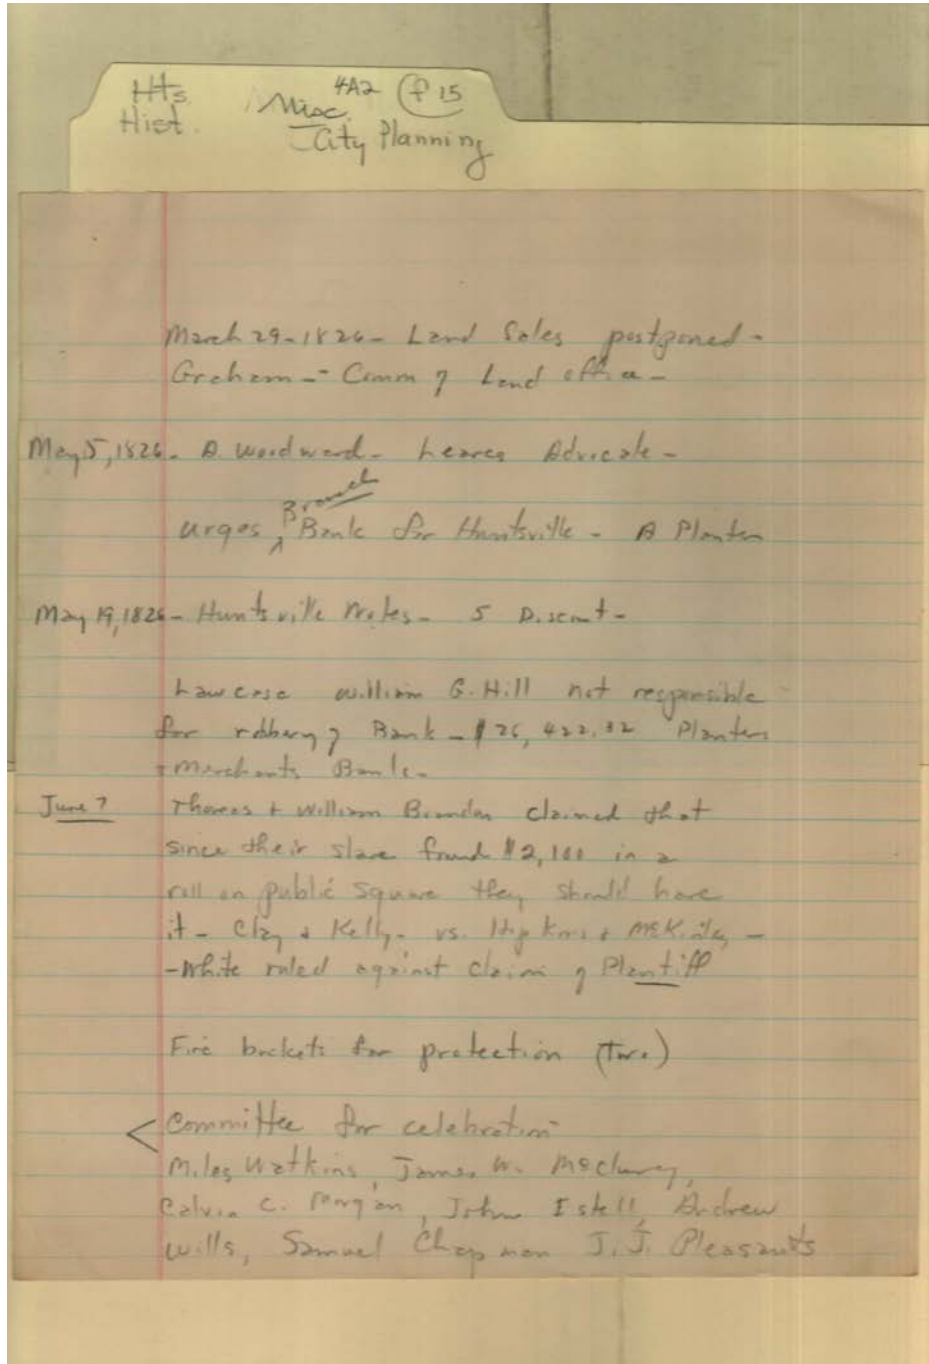 Hts Hist.
Misc. 4A2 f 15
City Planning
March 29-1826- Land Sales postponed -
Graham -- Comm of Land office -
May 5, 1826- A Woodward- Leaves Advocate -
Branch
urges ^ Bank for Huntsville - A Planter
May 19, 1826- Huntsville Notes- 5 Discont-
Law case William G. Hill not responsible
for robbery of Bank - $26,422.32 Planters
+ Merchants Bank-
June 7 Thomas + William Brandon claimed that
since their slave found $2,100 in a
roll on public square they should have
it - Clay & Kelly- vs. Hopkins & McKinley -
-White ruled against claim of Plantiff
Fire buckets for protection (Two)
< Committee for celebration
Miles Watkins, James W. McClung,
Calvin C. Morgan, John Estell, Andrew
Wills, Samuel Chapman J. J. Pleasants